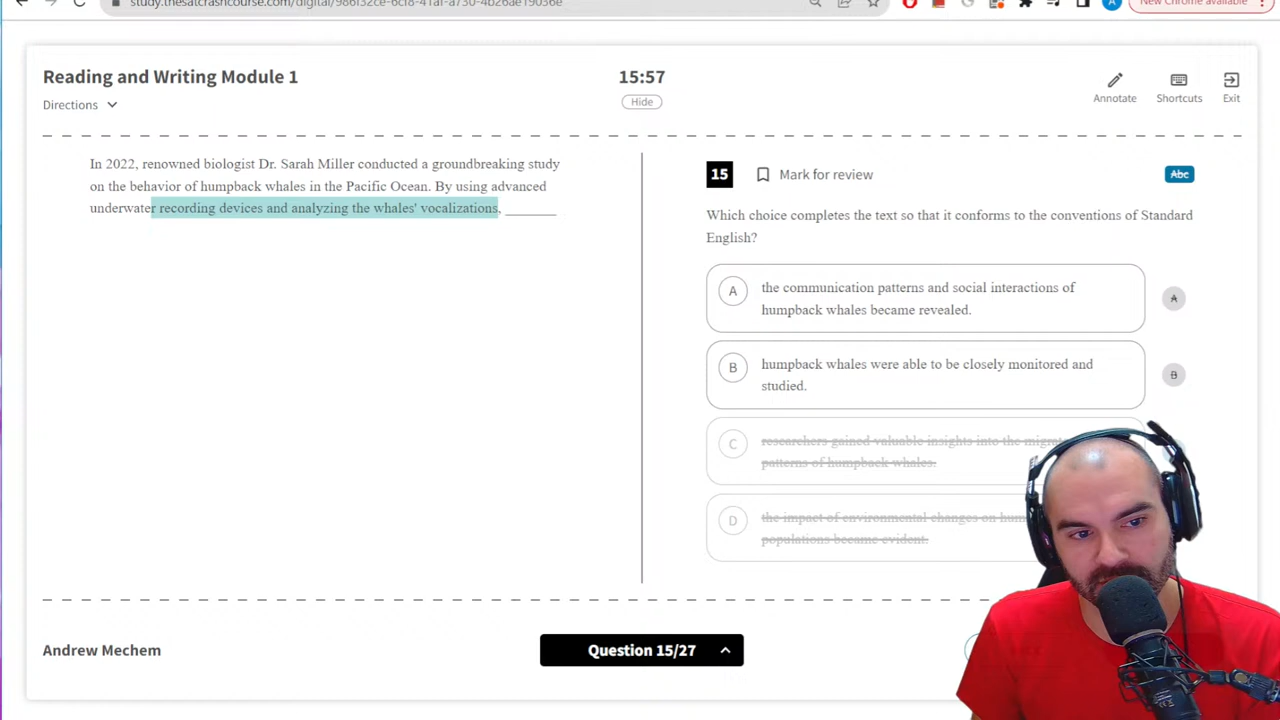 study.thesatcrashcourse.com/digital/986f32ce-6cf8-41af-a730-4b26ae19036e
New Chrome available
Reading and Writing Module 1
15:57
Directions
Hide
Annotate
Shortcuts
Exit
In 2022, renowned biologist Dr. Sarah Miller conducted a groundbreaking study
on the behavior of humpback whales in the Pacific Ocean. By using advanced
underwater recording devices and analyzing the whales' vocalizations, _______
15
Mark for review
Abc
Which choice completes the text so that it conforms to the conventions of Standard
English?
A
the communication patterns and social interactions of
humpback whales became revealed.
A
B
humpback whales were able to be closely monitored and
studied.
B
C
researchers gained valuable insights into the
patterns of humpback whales.
D
the impact of environmental changes on
populations became evident.
Andrew Mechem
Question 15/27